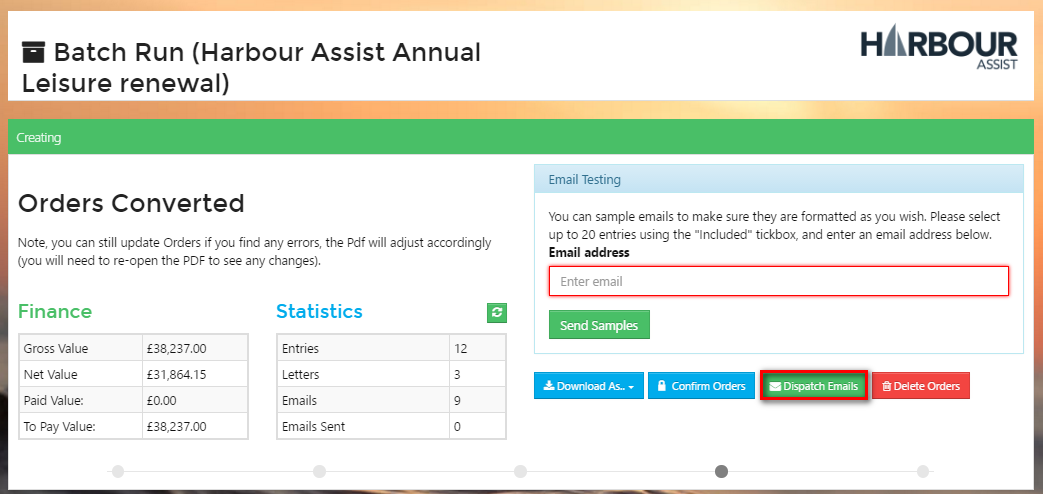 Batch Run (Harbour Assist Annual
Leisure renewal)
HARBOUR
ASSIST
Creating
Orders Converted
Note, you can still update Orders if you find any errors, the Pdf will adjust accordingly
(you will need to re-open the PDF to see any changes).
Finance
Gross Value £38,237.00
Net Value £31,864.15
Paid Value: £0.00
To Pay Value: £38,237.00
Statistics
Entries 12
Letters 3
Emails 9
Emails Sent 0
Email Testing
You can sample emails to make sure they are formatted as you wish. Please select
up to 20 entries using the "Included" tickbox, and enter an email address below.
Email address
Enter email
Send Samples
Download As.. Confirm Orders Dispatch Emails Delete Orders